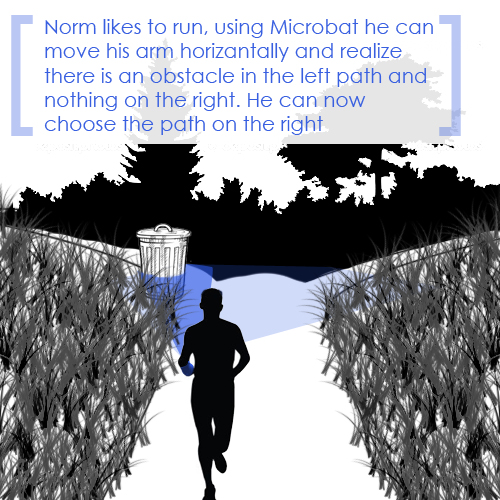 Norm likes to run, using Microbat he can
move his arm horizantally and realize
there is an obstacle in the left path and
nothing on the right. He can now
choose the path on the right